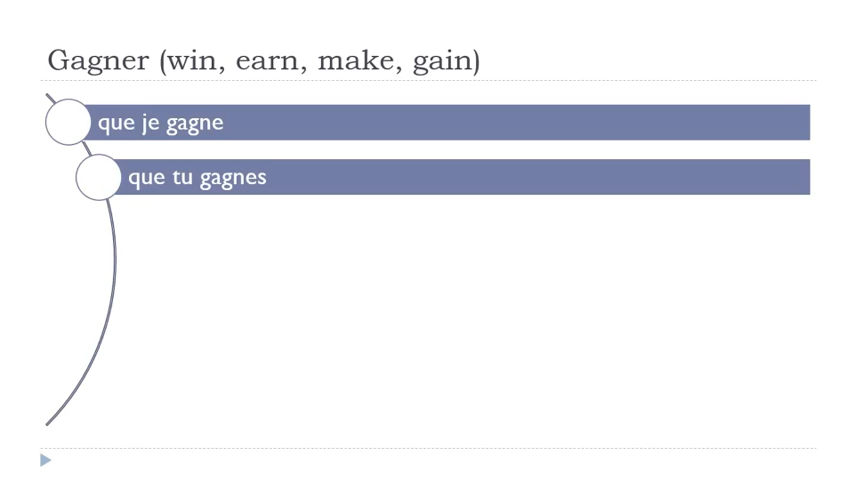 Gagner (win, earn, make, gain)
que je gagne
que tu gagnes